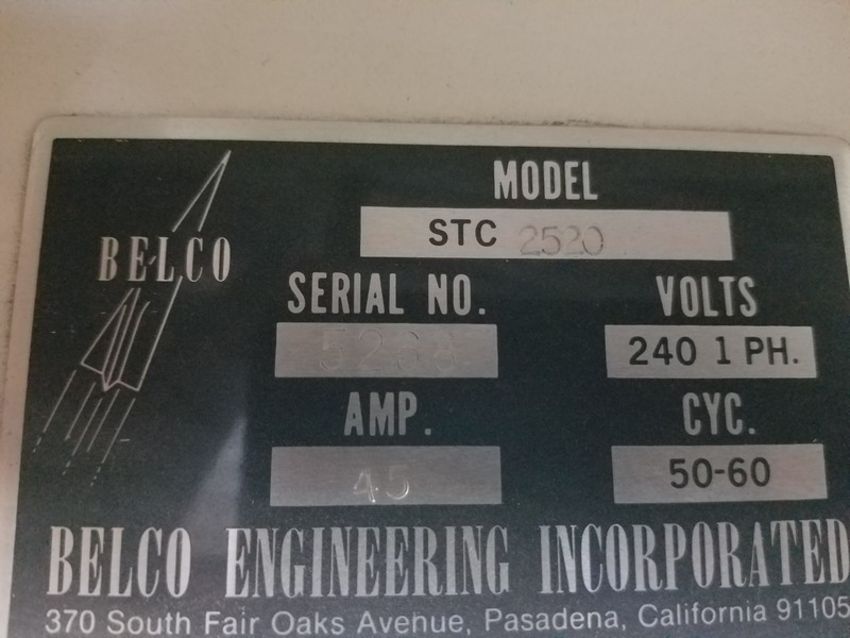 BELCO
MODEL
STC 2520
SERIAL NO.
VOLTS
240 1 PH.
AMP.
CYC.
45
50-60
BELCO ENGINEERING INCORPORATED
370 South Fair Oaks Avenue, Pasadena, California 91105